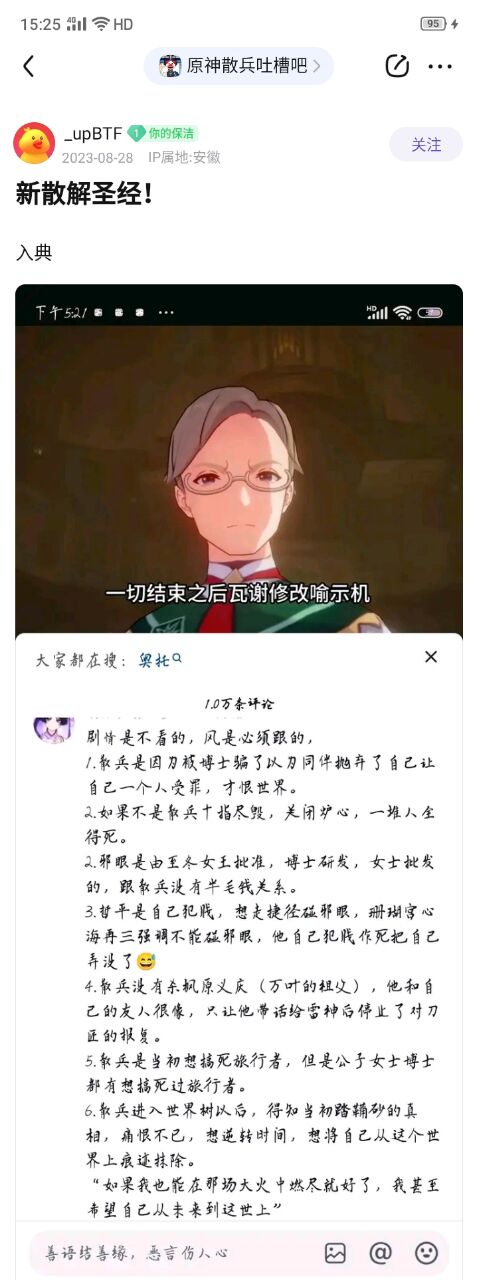 15:25 4G HD 95
原神散兵吐槽吧
_upBTF 1 你的保洁
2023-08-28 IP属地:安徽
关注
新散解圣经!
入典
下午5:21 HD
一切结束之后瓦谢修改喻示机
大家都在搜: 奥托
1.0万条评论
剧情是不看的，风是必须跟的，
1.散兵是因为被博士骗了以为同伴抛弃了自己让
自己一个人受罪，才恨世界。
2.如果不是散兵十指尽毁，关闭炉心，一堆人全
得死。
2.邪眼是由至冬女王批准，博士研发，女士批发
的，跟散兵没有半毛钱关系。
3.哲平是自己犯贱，想走捷径碰邪眼，珊瑚宫心
海再三强调不能碰邪眼，他自己犯贱作死把自己
弄没了😅
4.散兵没有杀枫原义庆（万叶的祖父），他和自
己的友人很像，只让他带话给雷神后停止了对刀
匠的报复。
5.散兵是当初想搞死旅行者，但是公子女士博士
都有想搞死过旅行者。
6.散兵进入世界树以后，得知当初踏鞴砂的真
相，痛恨不已，想逆转时间，想将自己从这个世
界上痕迹抹除。
“如果我也能在那场大火中燃尽就好了，我甚至
希望自己从未来到这世上”
善语结善缘，恶言伤人心